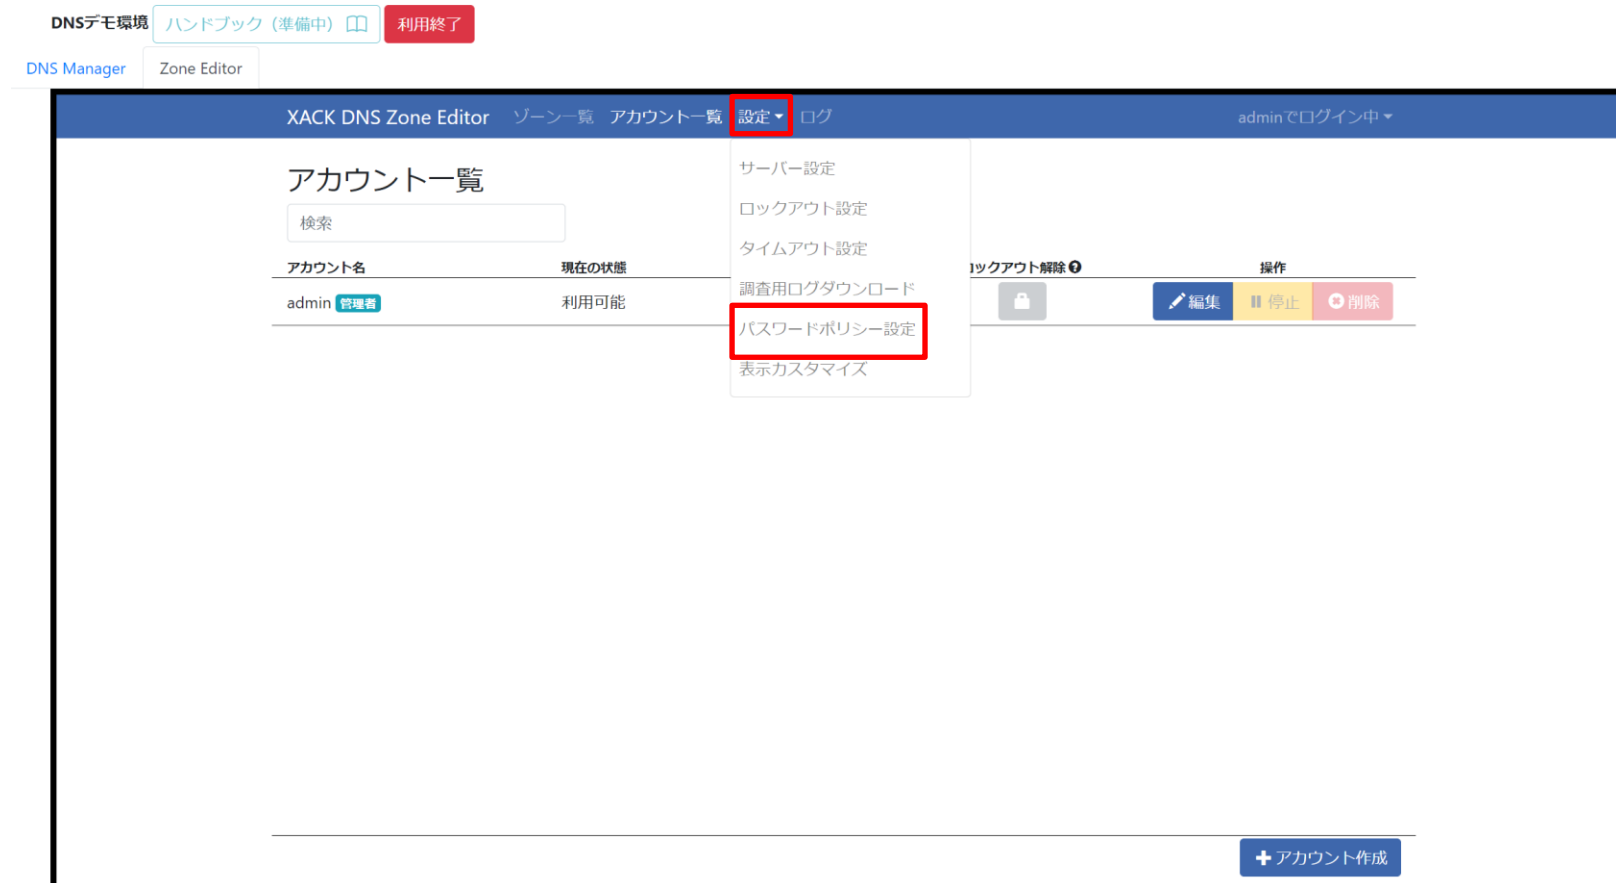 DNSデモ環境 ハンドブック（準備中） 利用終了
DNS Manager Zone Editor
XACK DNS Zone Editor ゾーン一覧 アカウント一覧 設定 ログ adminでログイン中
アカウント一覧
検索
サーバー設定
ロックアウト設定
タイムアウト設定
調査用ログダウンロード
パスワードポリシー設定
表示カスタマイズ
アカウント名 現在の状態 ックアウト解除 操作
admin 管理者 利用可能 編集 停止 削除
アカウント作成